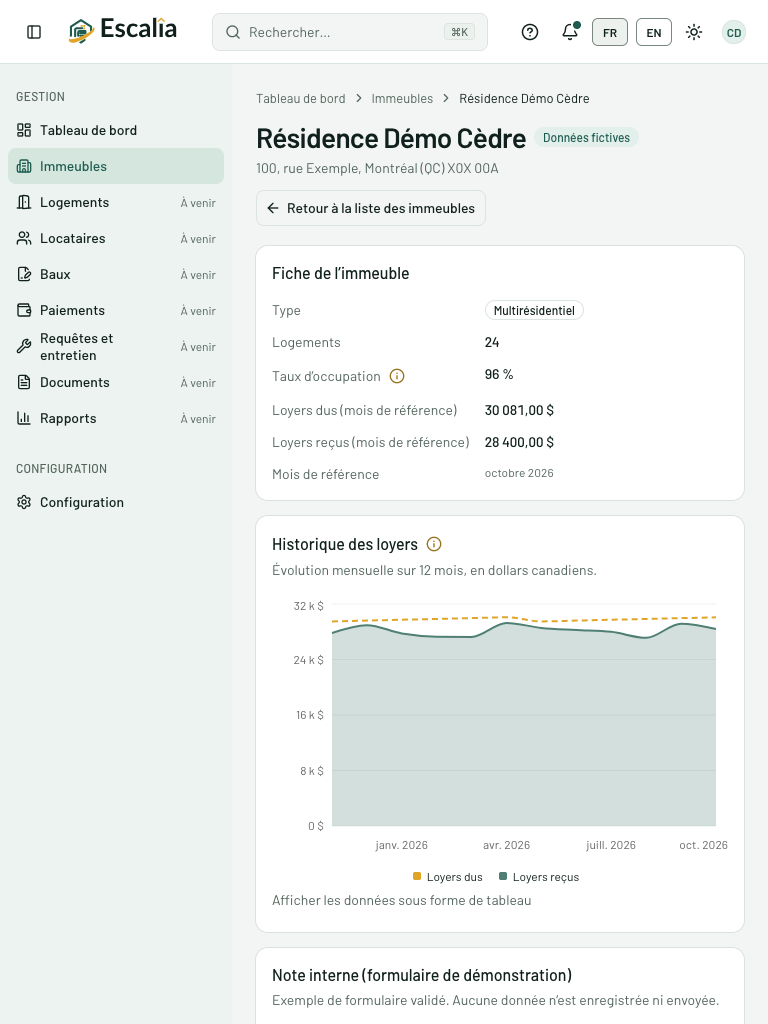 Escalia
Rechercher...
⌘K
FR
EN
CD
GESTION
Tableau de bord
Immeubles
Logements À venir
Locataires À venir
Baux À venir
Paiements À venir
Requêtes et entretien À venir
Documents À venir
Rapports À venir
CONFIGURATION
Configuration
Tableau de bord > Immeubles > Résidence Démo Cèdre
Résidence Démo Cèdre Données fictives
100, rue Exemple, Montréal (QC) X0X 00A
← Retour à la liste des immeubles
Fiche de l’immeuble
Type Multirésidentiel
Logements 24
Taux d’occupation 96 %
Loyers dus (mois de référence) 30 081,00 $
Loyers reçus (mois de référence) 28 400,00 $
Mois de référence octobre 2026
Historique des loyers
Évolution mensuelle sur 12 mois, en dollars canadiens.
32 k $
24 k $
16 k $
8 k $
0 $
janv. 2026 avr. 2026 juill. 2026 oct. 2026
Loyers dus Loyers reçus
Afficher les données sous forme de tableau
Note interne (formulaire de démonstration)
Exemple de formulaire validé. Aucune donnée n’est enregistrée ni envoyée.